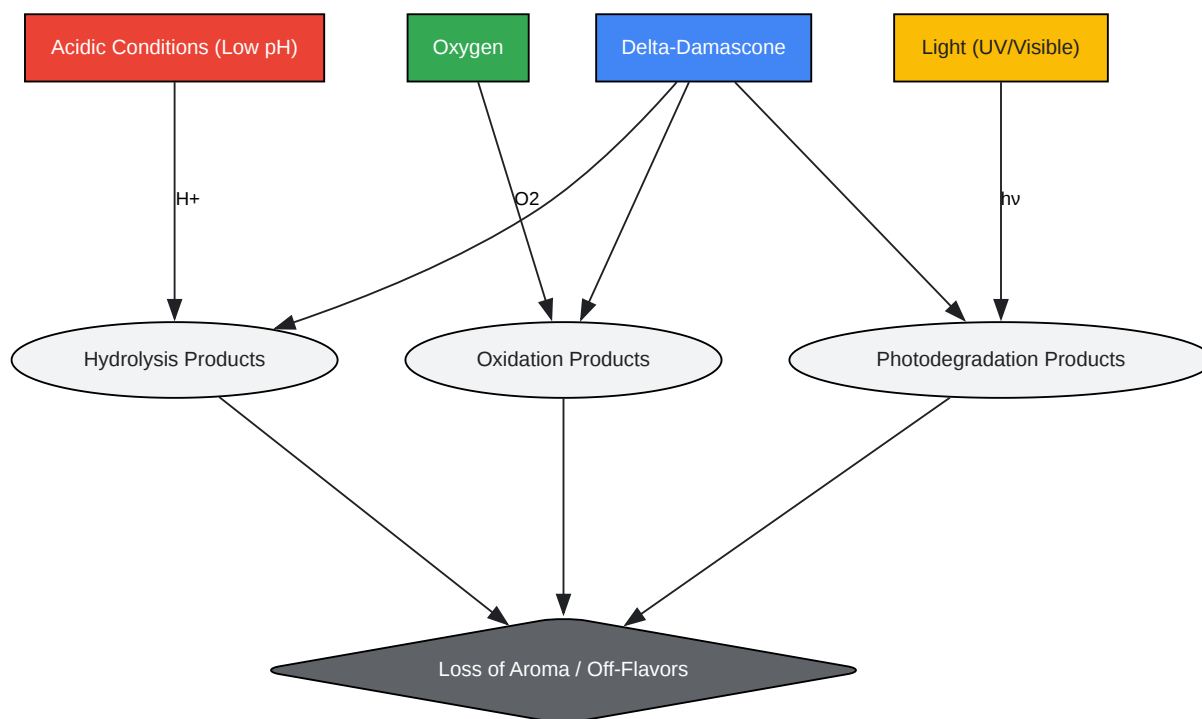 Acidic Conditions (Low pH)
Oxygen
Delta-Damascone
Light (UV/Visible)
H+
O2
hν
Hydrolysis Products
Oxidation Products
Photodegradation Products
Loss of Aroma / Off-Flavors